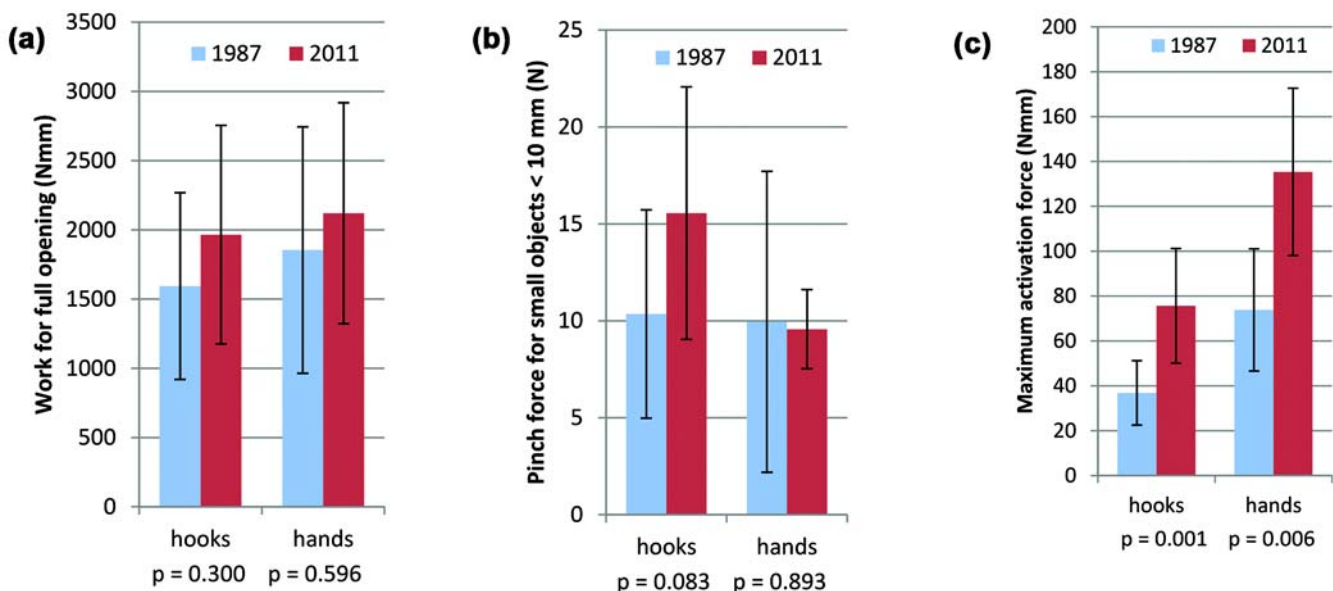 (a)
Work for full opening (Nmm)
3500
3000
2500
2000
1500
1000
500
0
1987 2011
hooks hands
p = 0.300 p = 0.596
(b)
Pinch force for small objects < 10 mm (N)
25
20
15
10
5
0
1987 2011
hooks hands
p = 0.083 p = 0.893
(c)
Maximum activation force (Nmm)
200
180
160
140
120
100
80
60
40
20
0
1987 2011
hooks hands
p = 0.001 p = 0.006